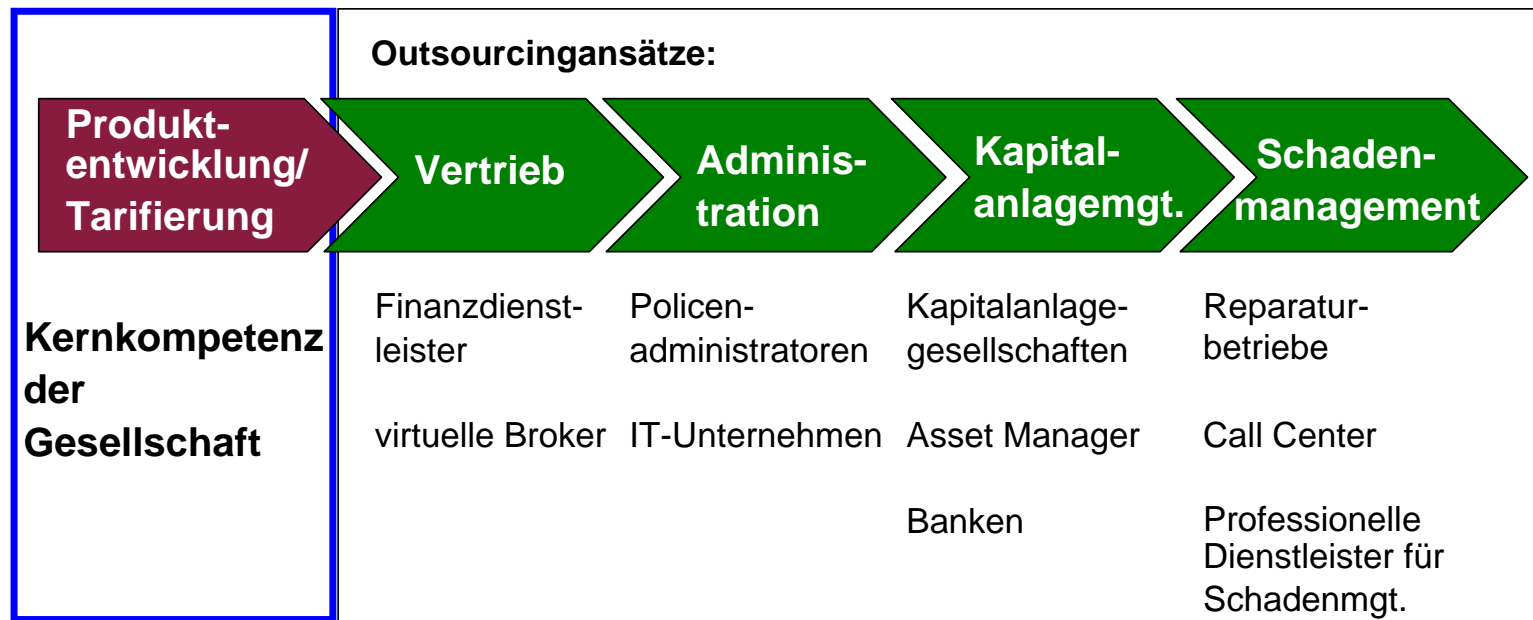 Outsourcingansätze:
Produkt-
entwicklung/
Tarifierung
Vertrieb
Adminis-
tration
Kapital-
anlagemgt.
Schaden-
management
Kernkompetenz
der
Gesellschaft
Finanzdienst-
leister
virtuelle Broker
Policen-
administratoren
IT-Unternehmen
Kapitalanlage-
gesellschaften
Asset Manager
Banken
Reparatur-
betriebe
Call Center
Professionelle
Dienstleister für
Schadenmgt.